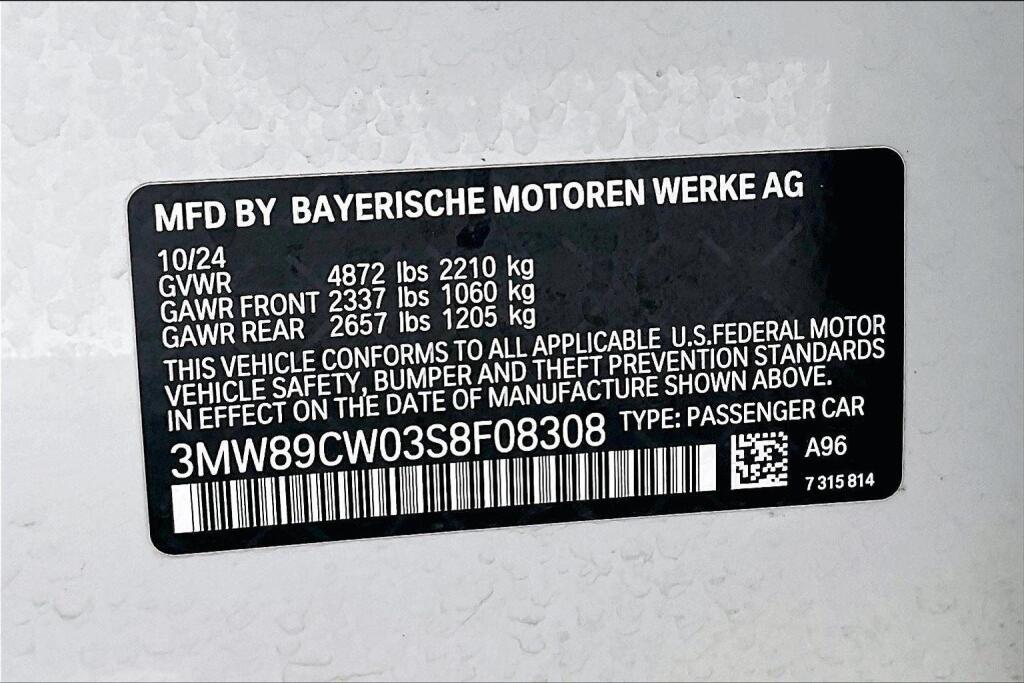 MFD BY BAYERISCHE MOTOREN WERKE AG
10/24
GVWR 4872 lbs 2210 kg
GAWR FRONT 2337 lbs 1060 kg
GAWR REAR 2657 lbs 1205 kg
THIS VEHICLE CONFORMS TO ALL APPLICABLE U.S.FEDERAL MOTOR
VEHICLE SAFETY, BUMPER AND THEFT PREVENTION STANDARDS
IN EFFECT ON THE DATE OF MANUFACTURE SHOWN ABOVE.
3MW89CW03S8F08308 TYPE: PASSENGER CAR
A96
7 315 814